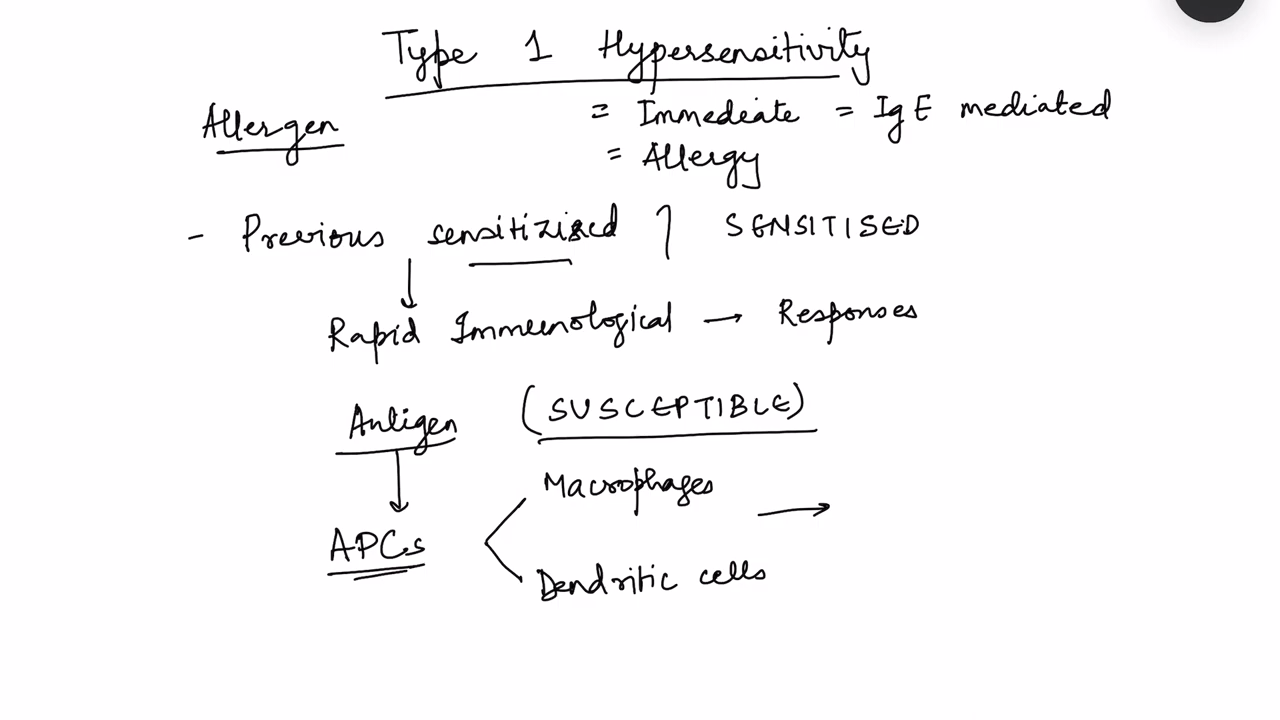 Type 1 Hypersensitivity
Allergen
= Immedeiate = IgE mediated
= Allergy
- Previous sensitizised SENSITISED
↓
Rapid Immunological → Responses
Antigen (SUSCEPTIBLE)
↓
Macrophages →
APCs <
Dendritic cells